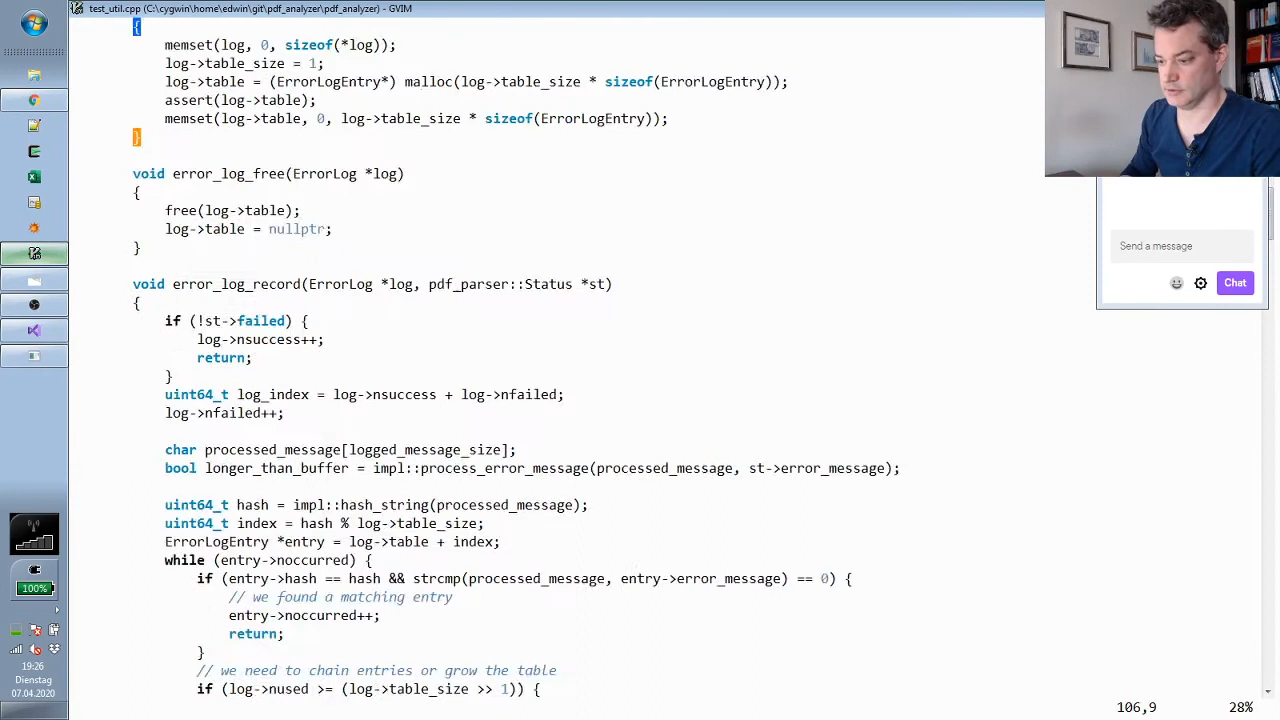 test_util.cpp (C:\cygwin\home\edwin\git\pdf_analyzer\pdf_analyzer) - GVIM
{
memset(log, 0, sizeof(*log));
log->table_size = 1;
log->table = (ErrorLogEntry*) malloc(log->table_size * sizeof(ErrorLogEntry));
assert(log->table);
memset(log->table, 0, log->table_size * sizeof(ErrorLogEntry));
}
void error_log_free(ErrorLog *log)
{
free(log->table);
log->table = nullptr;
}
void error_log_record(ErrorLog *log, pdf_parser::Status *st)
{
if (!st->failed) {
log->nsuccess++;
return;
}
uint64_t log_index = log->nsuccess + log->nfailed;
log->nfailed++;
char processed_message[logged_message_size];
bool longer_than_buffer = impl::process_error_message(processed_message, st->error_message);
uint64_t hash = impl::hash_string(processed_message);
uint64_t index = hash % log->table_size;
ErrorLogEntry *entry = log->table + index;
while (entry->noccurred) {
if (entry->hash == hash && strcmp(processed_message, entry->error_message) == 0) {
// we found a matching entry
entry->noccurred++;
return;
}
// we need to chain entries or grow the table
if (log->nused >= (log->table_size >> 1)) {
106,9
28%
Send a message
Chat
100%
19:26
Dienstag
07.04.2020